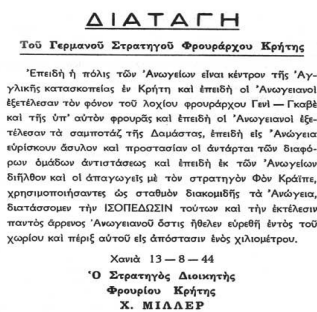 ΔΙΑΤΑΓΗ
Τοῦ Γερμανοῦ Στρατηγοῦ Φρουράρχου Κρήτης
Ἐπειδὴ ἡ πόλις τῶν Ἀνωγείων εἶναι κέντρον τῆς Ἀγ-
γλικῆς κατασκοπείας ἐν Κρήτῃ καὶ ἐπειδὴ οἱ Ἀνωγειανοὶ
ἐξετέλεσαν τὸν φόνον τοῦ λοχίου φρουράρχου Γενὶ — Γκαβὲ
καὶ τῆς ὑπ' αὐτὸν φρουρᾶς καὶ ἐπειδὴ οἱ Ἀνωγειανοὶ ἐξε-
τέλεσαν τὰ σαμποτὰζ τῆς Δαμάστας, ἐπειδὴ εἰς Ἀνώγεια
εὑρίσκουν ἄσυλον καὶ προστασίαν οἱ ἀντάρται τῶν διαφό-
ρων ὁμάδων ἀντιστάσεως καὶ ἐπειδὴ ἐκ τῶν Ἀνωγείων
διῆλθον καὶ οἱ ἀπαγωγεῖς μὲ τὸν στρατηγὸν Φὸν Κράϊπε,
χρησιμοποιήσαντες ὡς σταθμὸν διακομιδῆς τὰ Ἀνώγεια,
διατάσσομεν τὴν ΙΣΟΠΕΔΩΣΙΝ τούτων καὶ τὴν ἐκτέλεσιν
παντὸς ἄρρενος Ἀνωγειανοῦ ὅστις ἤθελεν εὑρεθῆ ἐντὸς τοῦ
χωρίου καὶ πέριξ αὐτοῦ εἰς ἀπόστασιν ἑνὸς χιλιομέτρου.
Χανιὰ 13 — 8 — 44
Ὁ Στρατηγὸς Διοικητὴς
Φρουρίου Κρήτης
Χ. ΜΙΛΛΕΡ